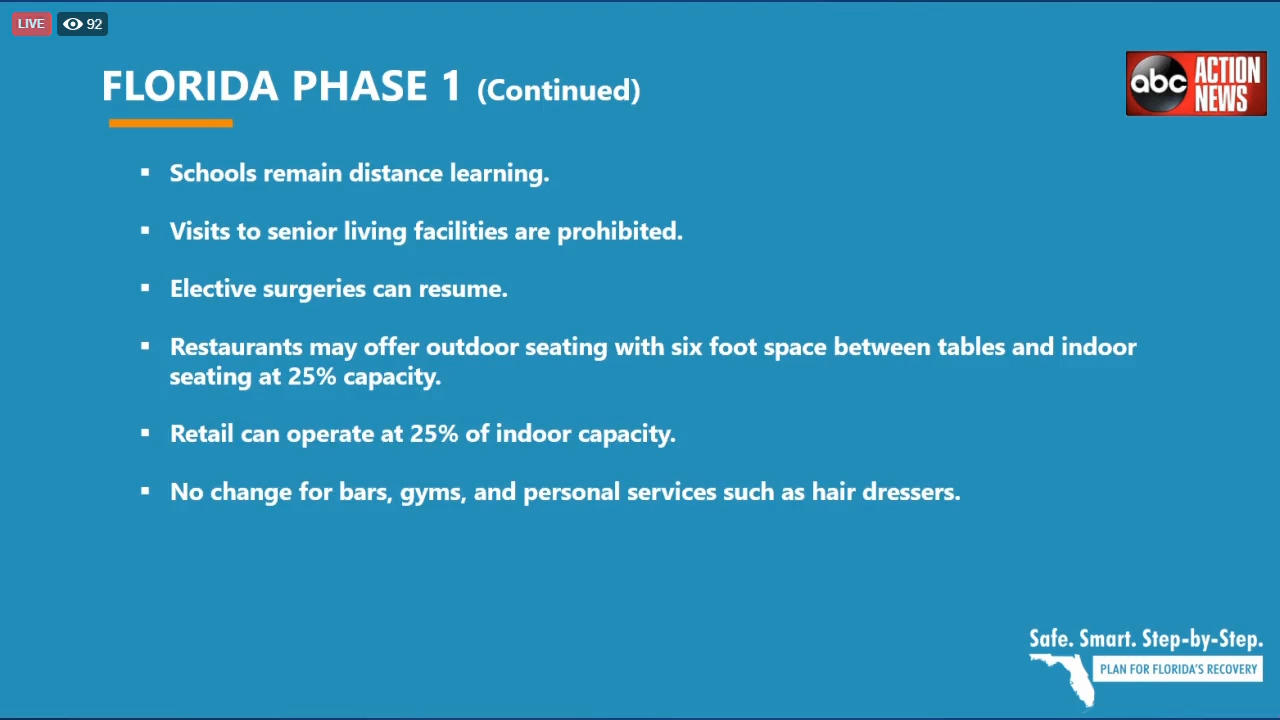 LIVE 92
FLORIDA PHASE 1 (Continued)
abc ACTION NEWS
▪ Schools remain distance learning.
▪ Visits to senior living facilities are prohibited.
▪ Elective surgeries can resume.
▪ Restaurants may offer outdoor seating with six foot space between tables and indoor
seating at 25% capacity.
▪ Retail can operate at 25% of indoor capacity.
▪ No change for bars, gyms, and personal services such as hair dressers.
Safe. Smart. Step-by-Step.
PLAN FOR FLORIDA'S RECOVERY